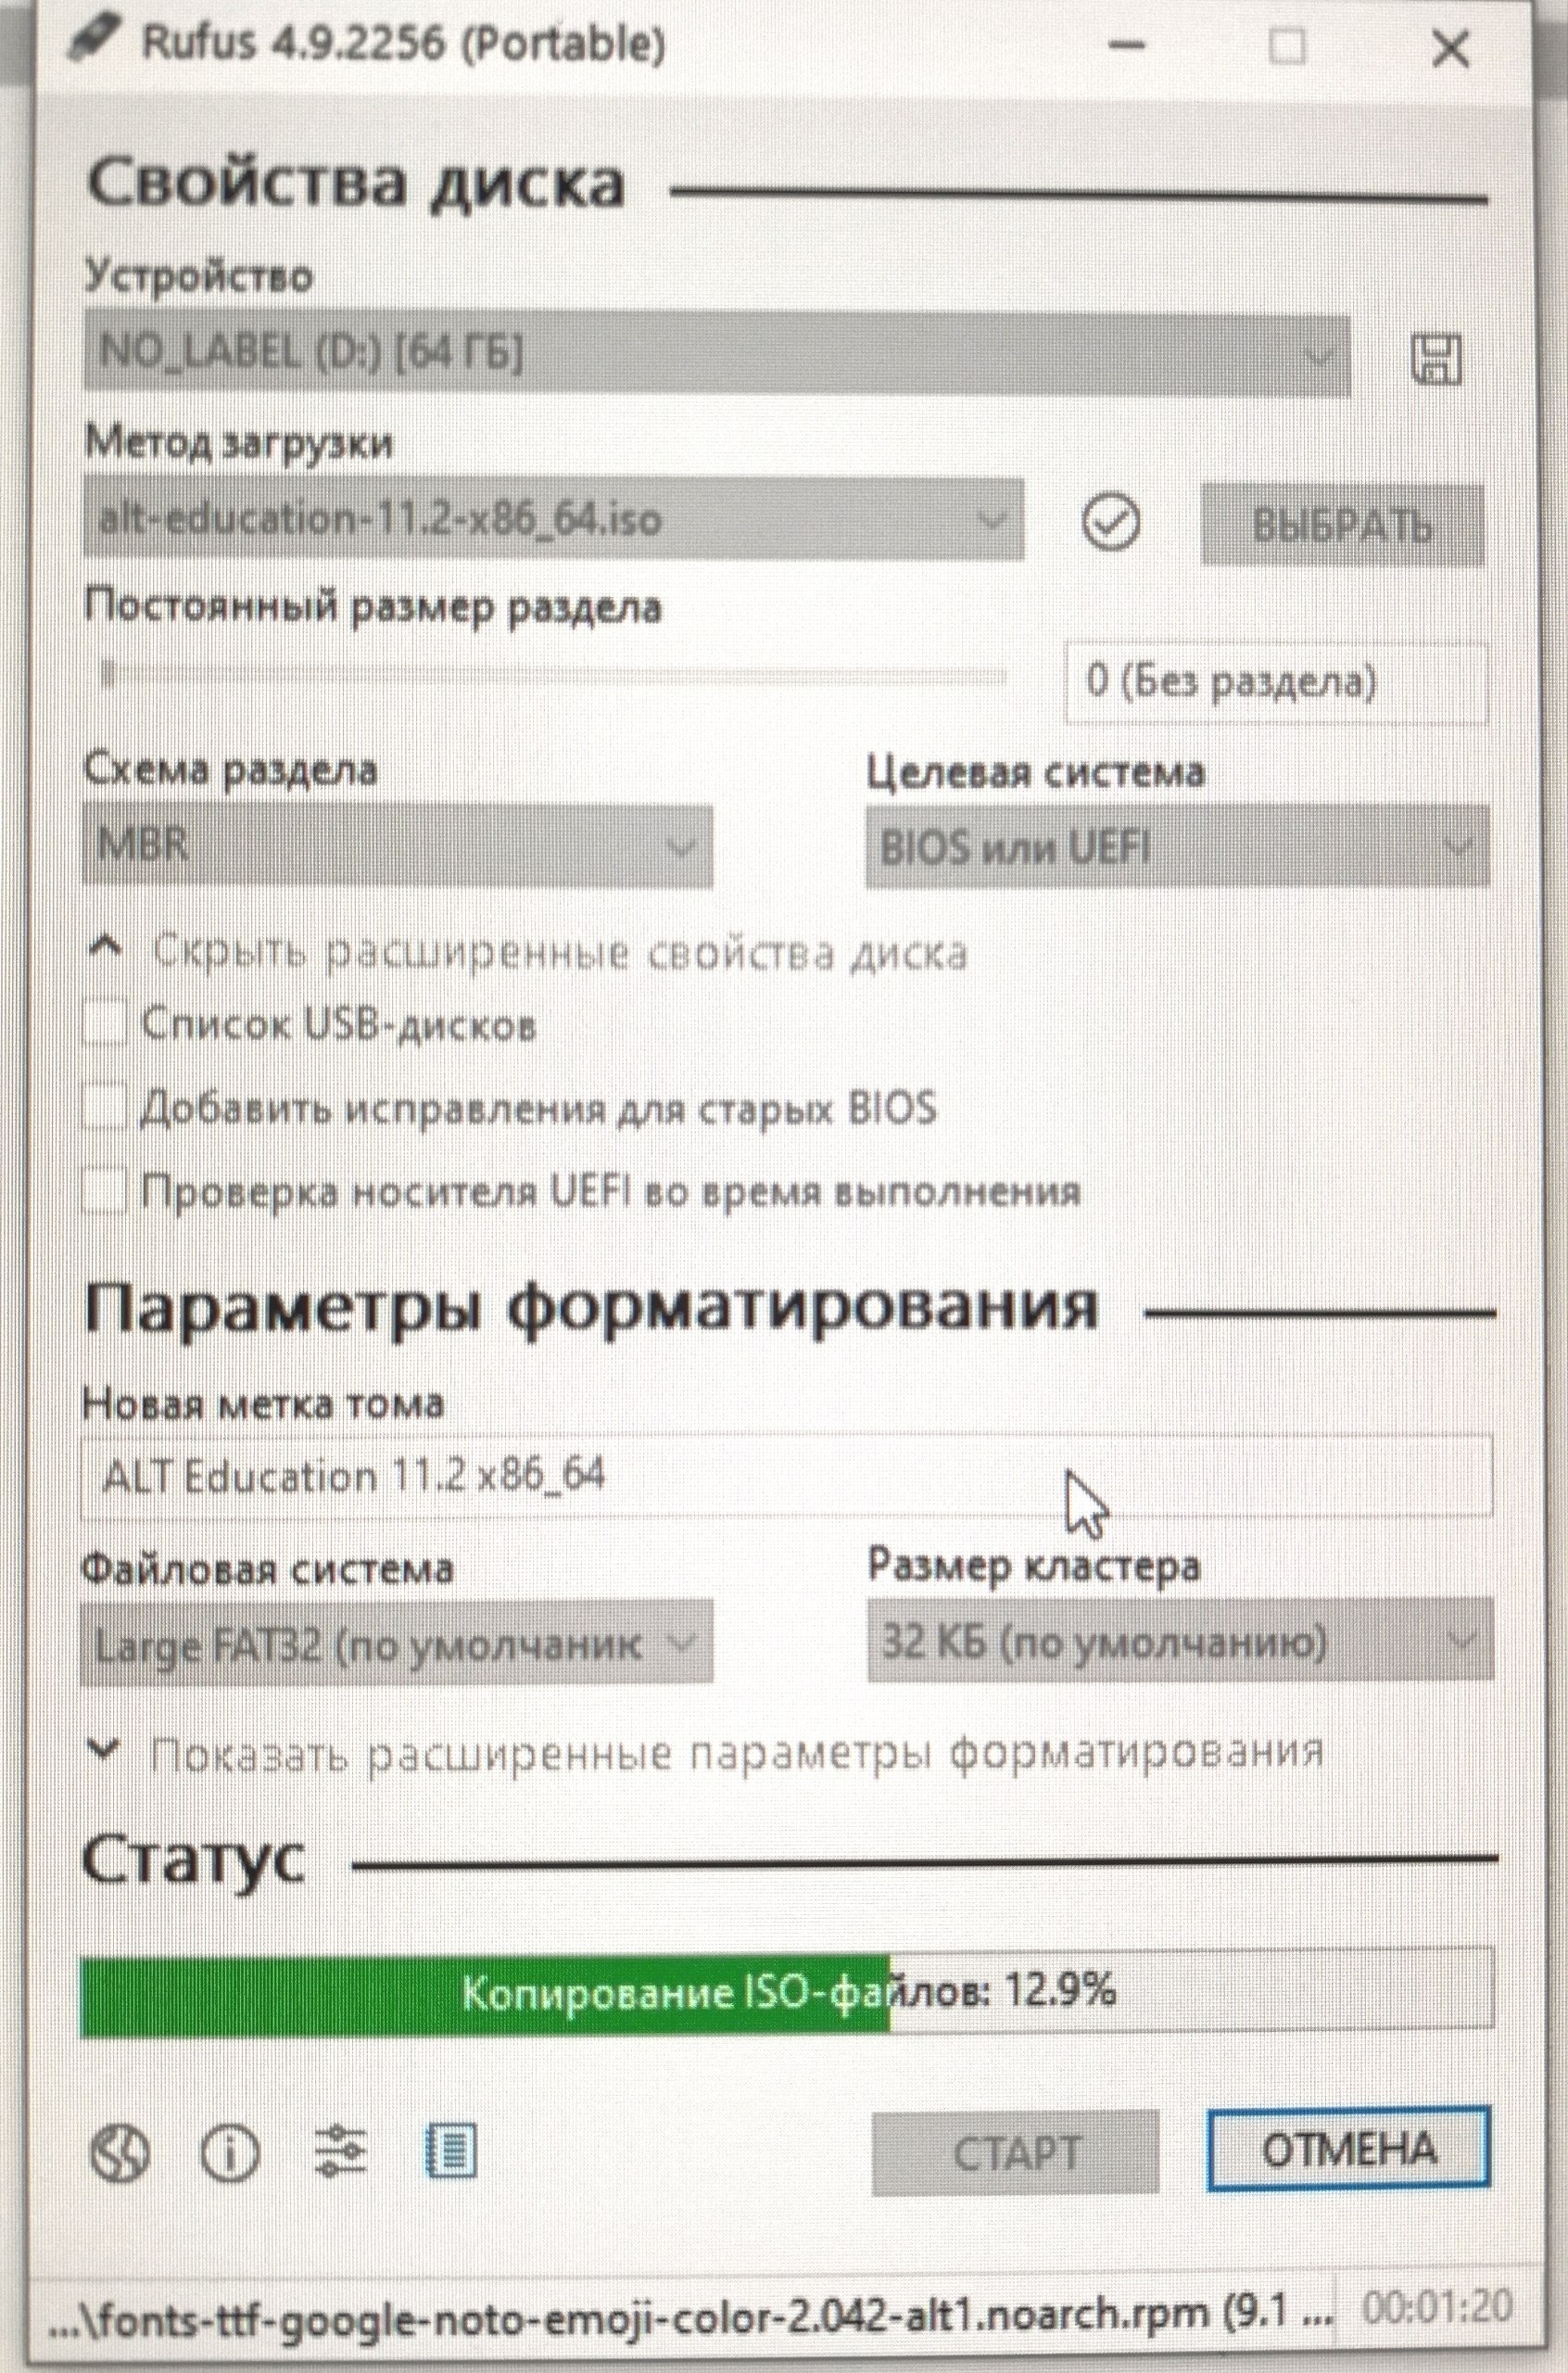 Rufus 4.9.2256 (Portable)
Свойства диска
Устройство
NO_LABEL (D:) [64 ГБ]
Метод загрузки
alt-education-11.2-x86_64.iso
ВЫБРАТЬ
Постоянный размер раздела
0 (Без раздела)
Схема раздела
Целевая система
MBR
BIOS или UEFI
Скрыть расширенные свойства диска
Список USB-дисков
Добавить исправления для старых BIOS
Проверка носителя UEFI во время выполнения
Параметры форматирования
Новая метка тома
ALT Education 11.2 x86_64
Файловая система
Размер кластера
Large FAT32 (по умолчаник
32 КБ (по умолчанию)
Показать расширенные параметры форматирования
Статус
Копирование ISO-файлов: 12.9%
СТАРТ
ОТМЕНА
...\fonts-ttf-google-noto-emoji-color-2.042-alt1.noarch.rpm (9.1 ...
00:01:20